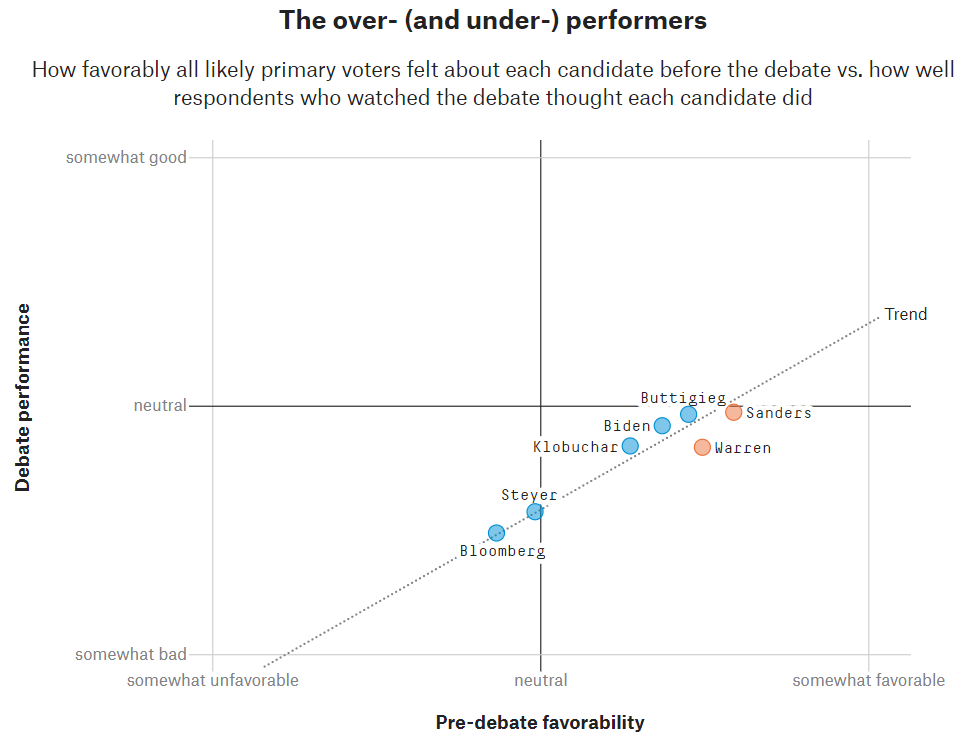 The over- (and under-) performers
How favorably all likely primary voters felt about each candidate before the debate vs. how well
respondents who watched the debate thought each candidate did
somewhat good
Trend
Debate performance
Buttigieg
neutral
Sanders
Biden
Klobuchar
Warren
Steyer
Bloomberg
somewhat bad
somewhat unfavorable
neutral
somewhat favorable
Pre-debate favorability